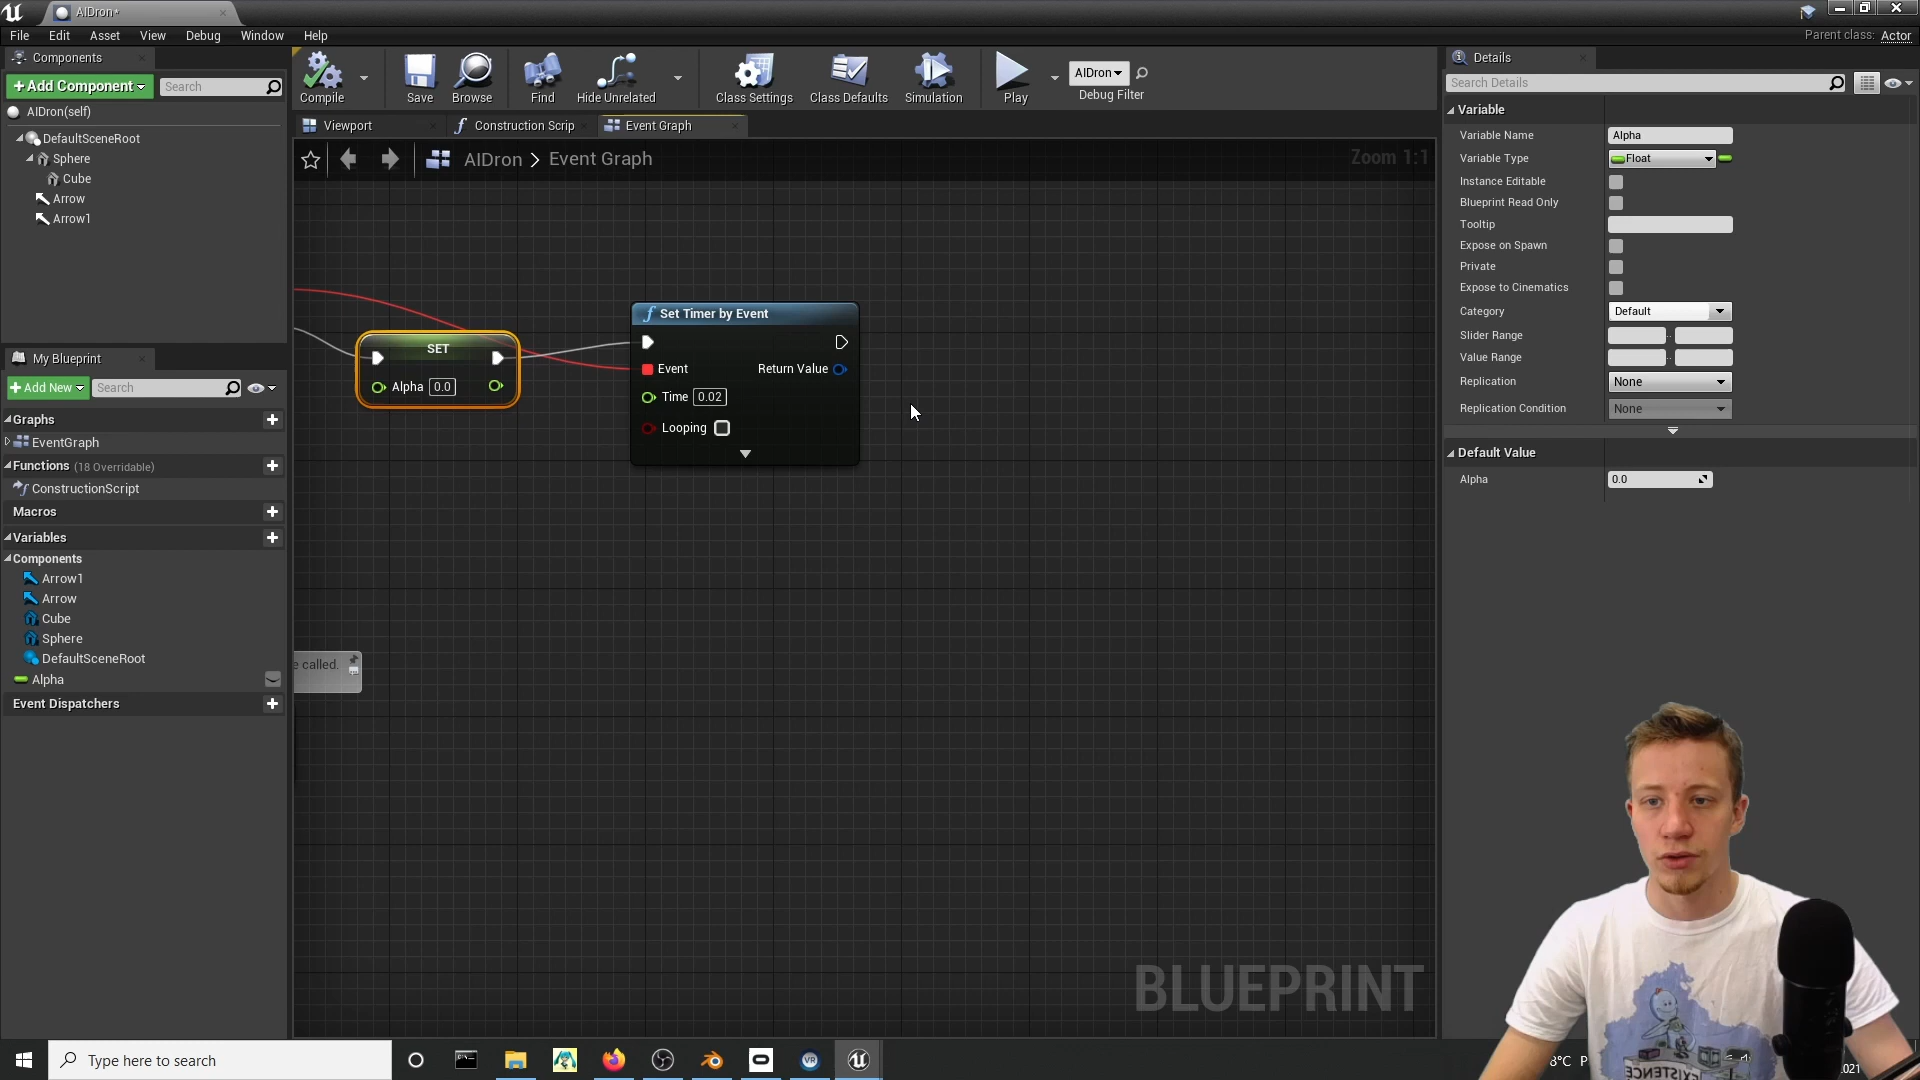 AIDron*
File Edit Asset View Debug Window Help
Parent class: Actor
Components
+Add Component
Search
AIDron(self)
DefaultSceneRoot
Sphere
Cube
Arrow
Arrow1
Compile
Save
Browse
Find
Hide Unrelated
Class Settings
Class Defaults
Simulation
Play
AIDron
Debug Filter
Viewport
Construction Scrip
Event Graph
AIDron > Event Graph
Zoom 1:1
SET
Alpha 0.0
Set Timer by Event
Event
Return Value
Time 0.02
Looping
e called.
BLUEPRINT
My Blueprint
+Add New
Search
Graphs
EventGraph
Functions (18 Overridable)
ConstructionScript
Macros
Variables
Components
Arrow1
Arrow
Cube
Sphere
DefaultSceneRoot
Alpha
Event Dispatchers
Details
Search Details
Variable
Variable Name Alpha
Variable Type Float
Instance Editable
Blueprint Read Only
Tooltip
Expose on Spawn
Private
Expose to Cinematics
Category Default
Slider Range
Value Range
Replication None
Replication Condition None
Default Value
Alpha 0.0
Type here to search